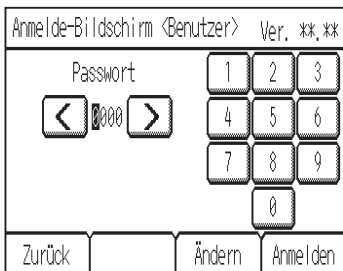 Anmelde-Bildschirm <Benutzer> Ver. **.**
Passwort
< 0000 >
1 2 3
4 5 6
7 8 9
0
Zurück Ändern Anmelden